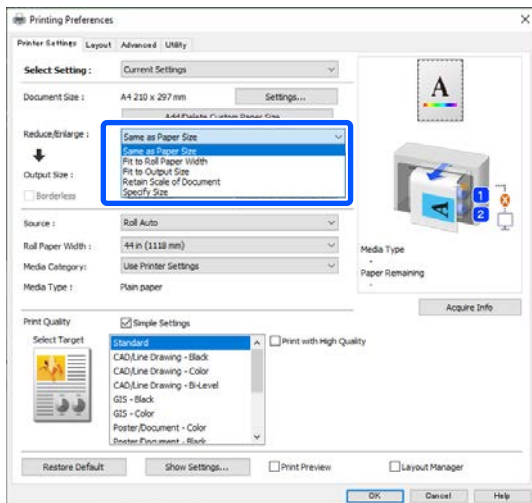 Printing Preferences
Printer Settings Layout Advanced Utility
Select Setting : Current Settings
Document Size : A4 210 x 297 mm Settings...
Add/Delete Custom Paper Size...
Reduce/Enlarge : Same as Paper Size
Same as Paper Size
Fit to Roll Paper Width
Fit to Output Size
Retain Scale of Document
Specify Size
Output Size :
Borderless
Source : Roll Auto
Roll Paper Width : 44 in (1118 mm)
Media Category: Use Printer Settings
Media Type : Plain paper
A
A
1
2
Media Type
-
Paper Remaining
-
Acquire Info
Print Quality Simple Settings
Select Target
Standard
CAD/Line Drawing - Black
CAD/Line Drawing - Color
CAD/Line Drawing - Bi-Level
GIS - Black
GIS - Color
Poster/Document - Color
Poster/Document - Black
Print with High Quality
Restore Default Show Settings... Print Preview Layout Manager
OK Cancel Help